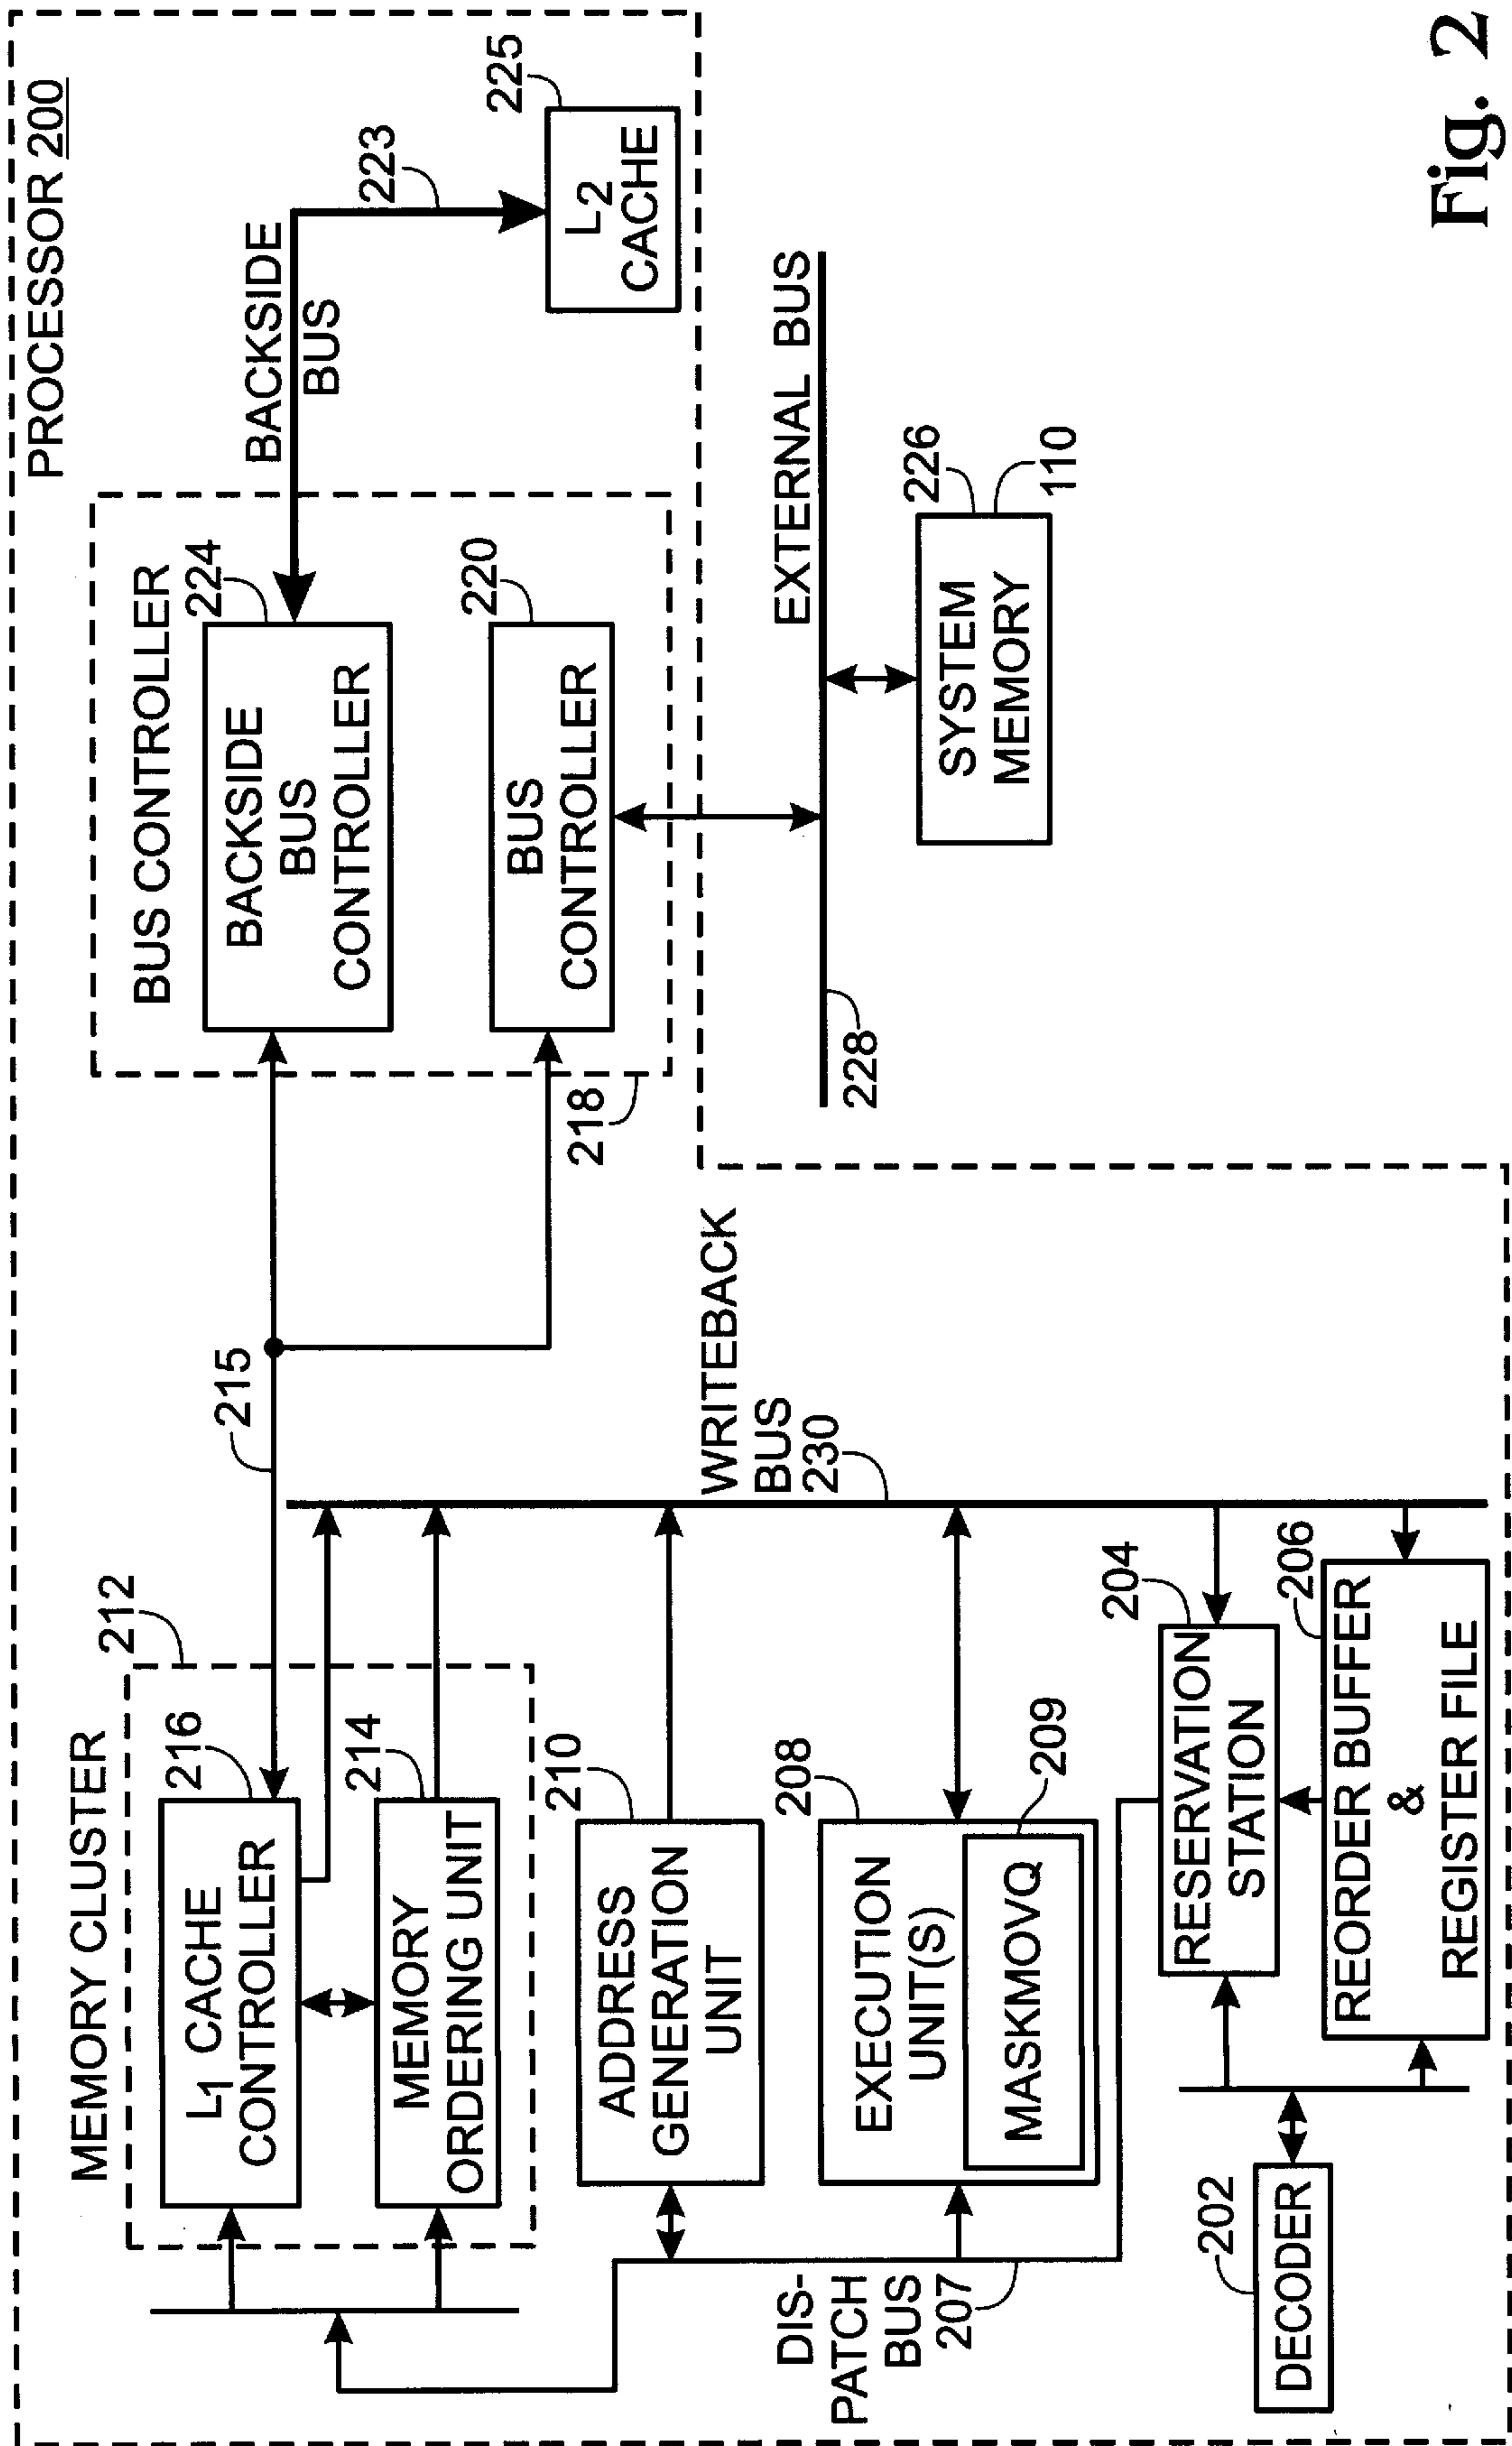 PROCESSOR 200
MEMORY CLUSTER
212
L1 CACHE
CONTROLLER
216
MEMORY
ORDERING UNIT
214
215
BUS CONTROLLER
BACKSIDE
BUS
CONTROLLER
224
BUS
CONTROLLER
220
218
BACKSIDE
BUS
223
L2
CACHE
225
ADDRESS
GENERATION
UNIT
210
EXECUTION
UNIT(S)
208
MASKMOVQ
209
WRITEBACK
BUS
230
EXTERNAL BUS
228
SYSTEM
MEMORY
226
110
DIS-
PATCH
BUS
207
RESERVATION
STATION
204
DECODER
202
REORDER BUFFER
&
REGISTER FILE
206
Fig. 2